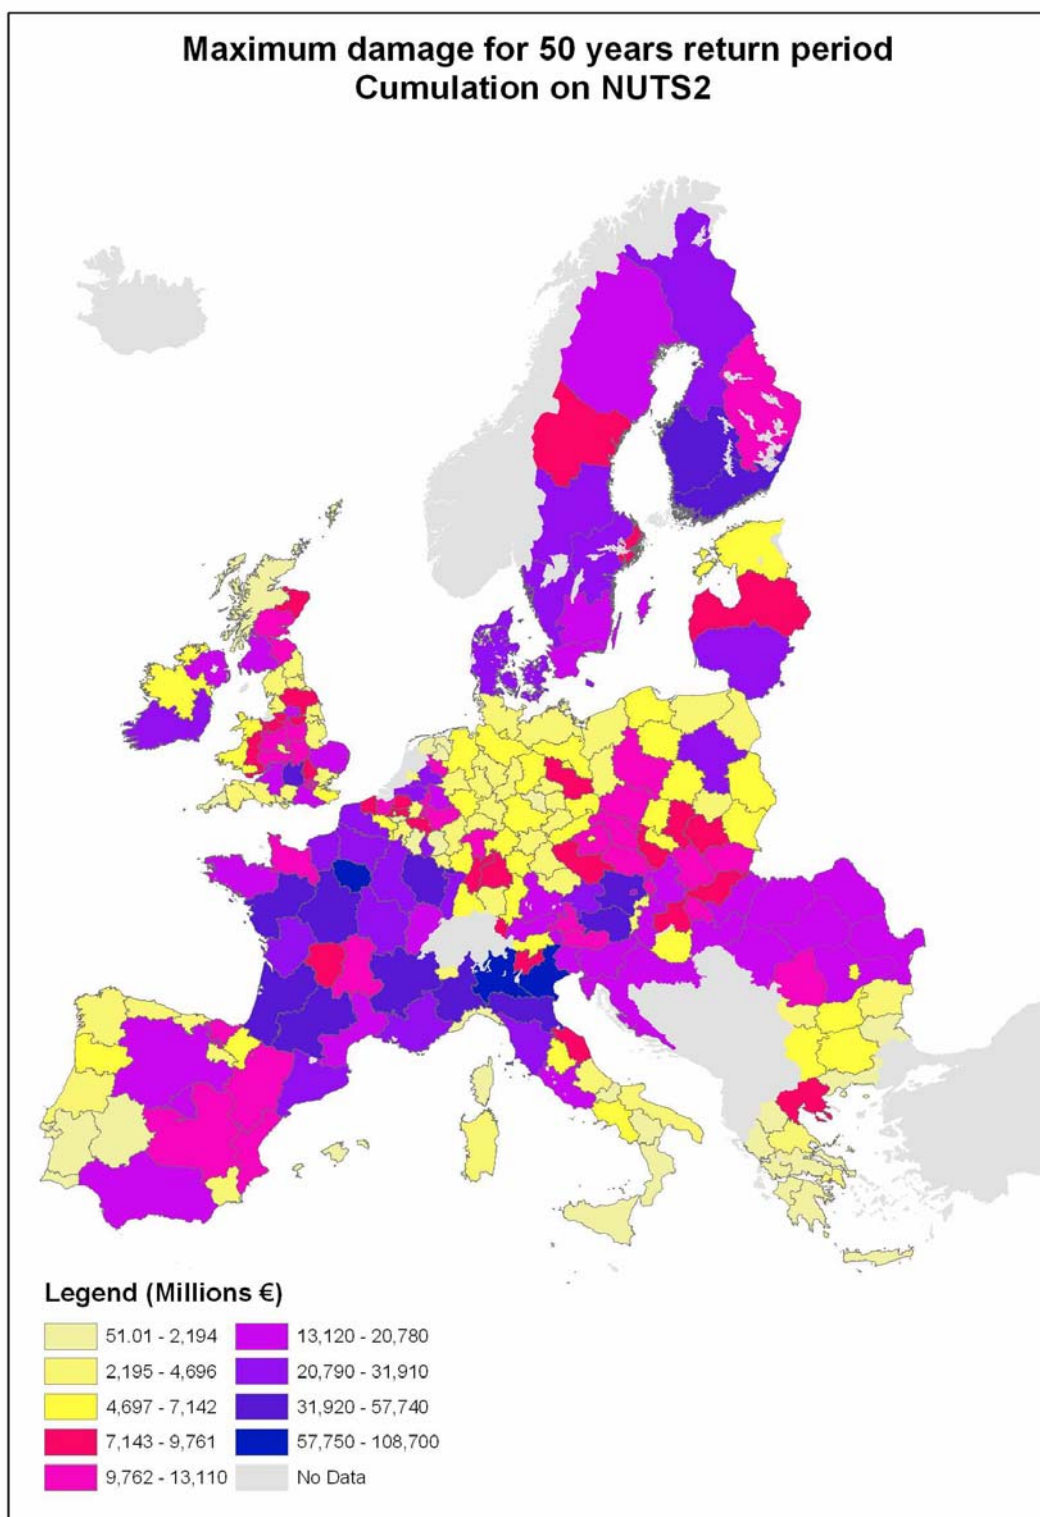 Maximum damage for 50 years return period
Cumulation on NUTS2
Legend (Millions €)
51.01 - 2,194
2,195 - 4,696
4,697 - 7,142
7,143 - 9,761
9,762 - 13,110
13,120 - 20,780
20,790 - 31,910
31,920 - 57,740
57,750 - 108,700
No Data